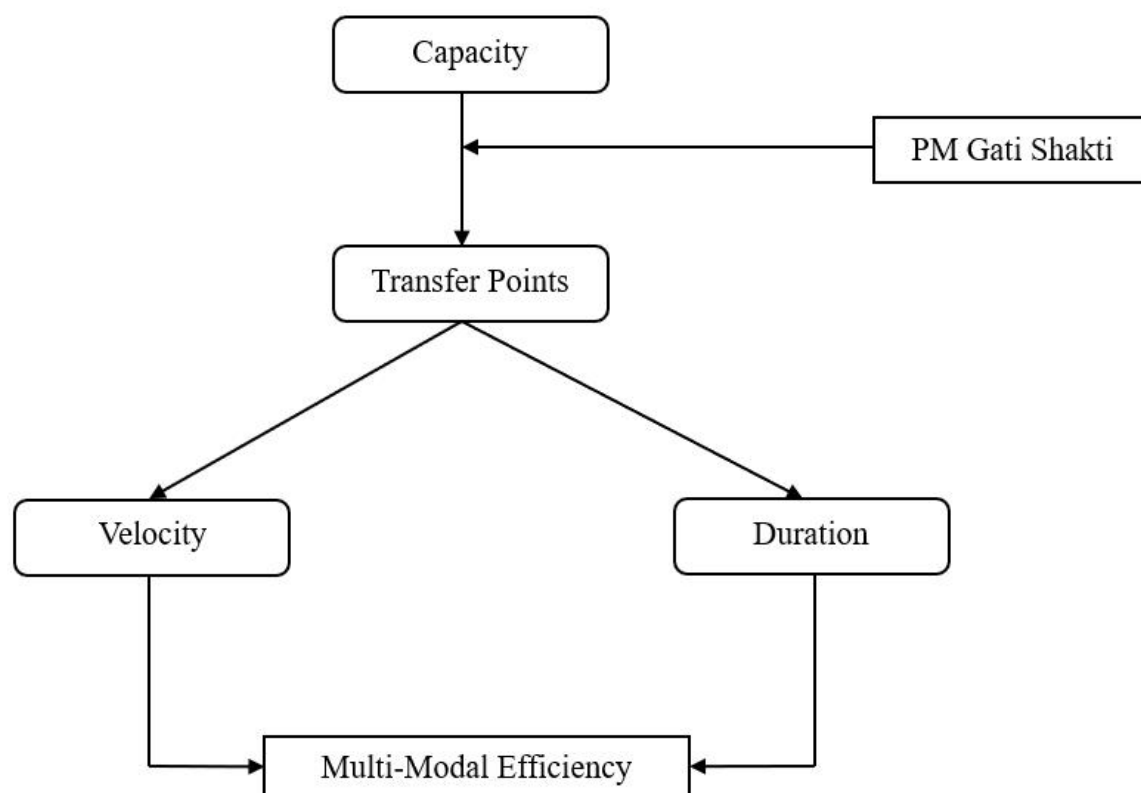 Capacity
PM Gati Shakti
Transfer Points
Velocity
Duration
Multi-Modal Efficiency